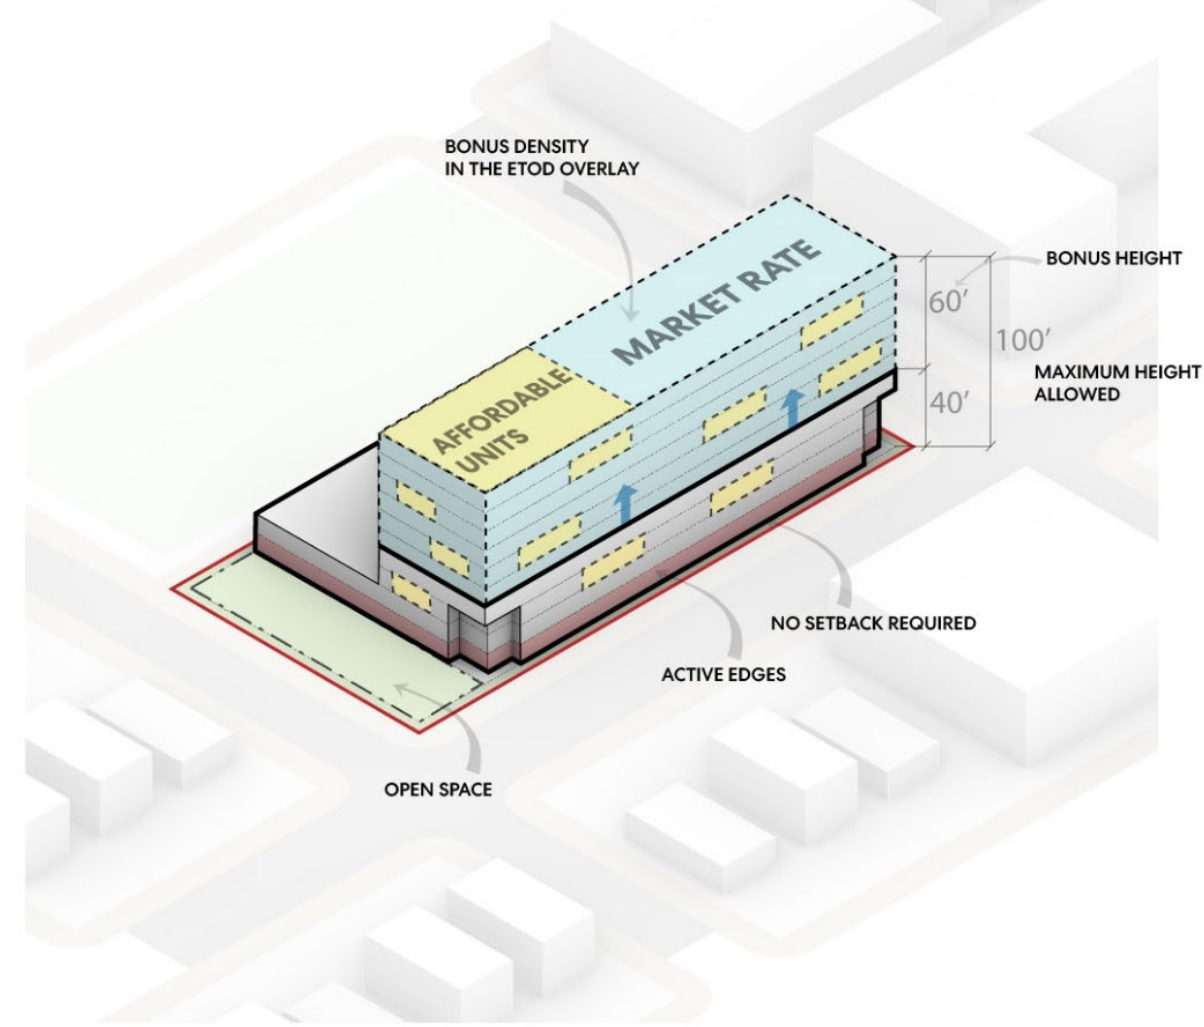 BONUS DENSITY
IN THE ETOD OVERLAY
MARKET RATE
BONUS HEIGHT
60’
100’
MAXIMUM HEIGHT
ALLOWED
40’
AFFORDABLE
UNITS
NO SETBACK REQUIRED
ACTIVE EDGES
OPEN SPACE